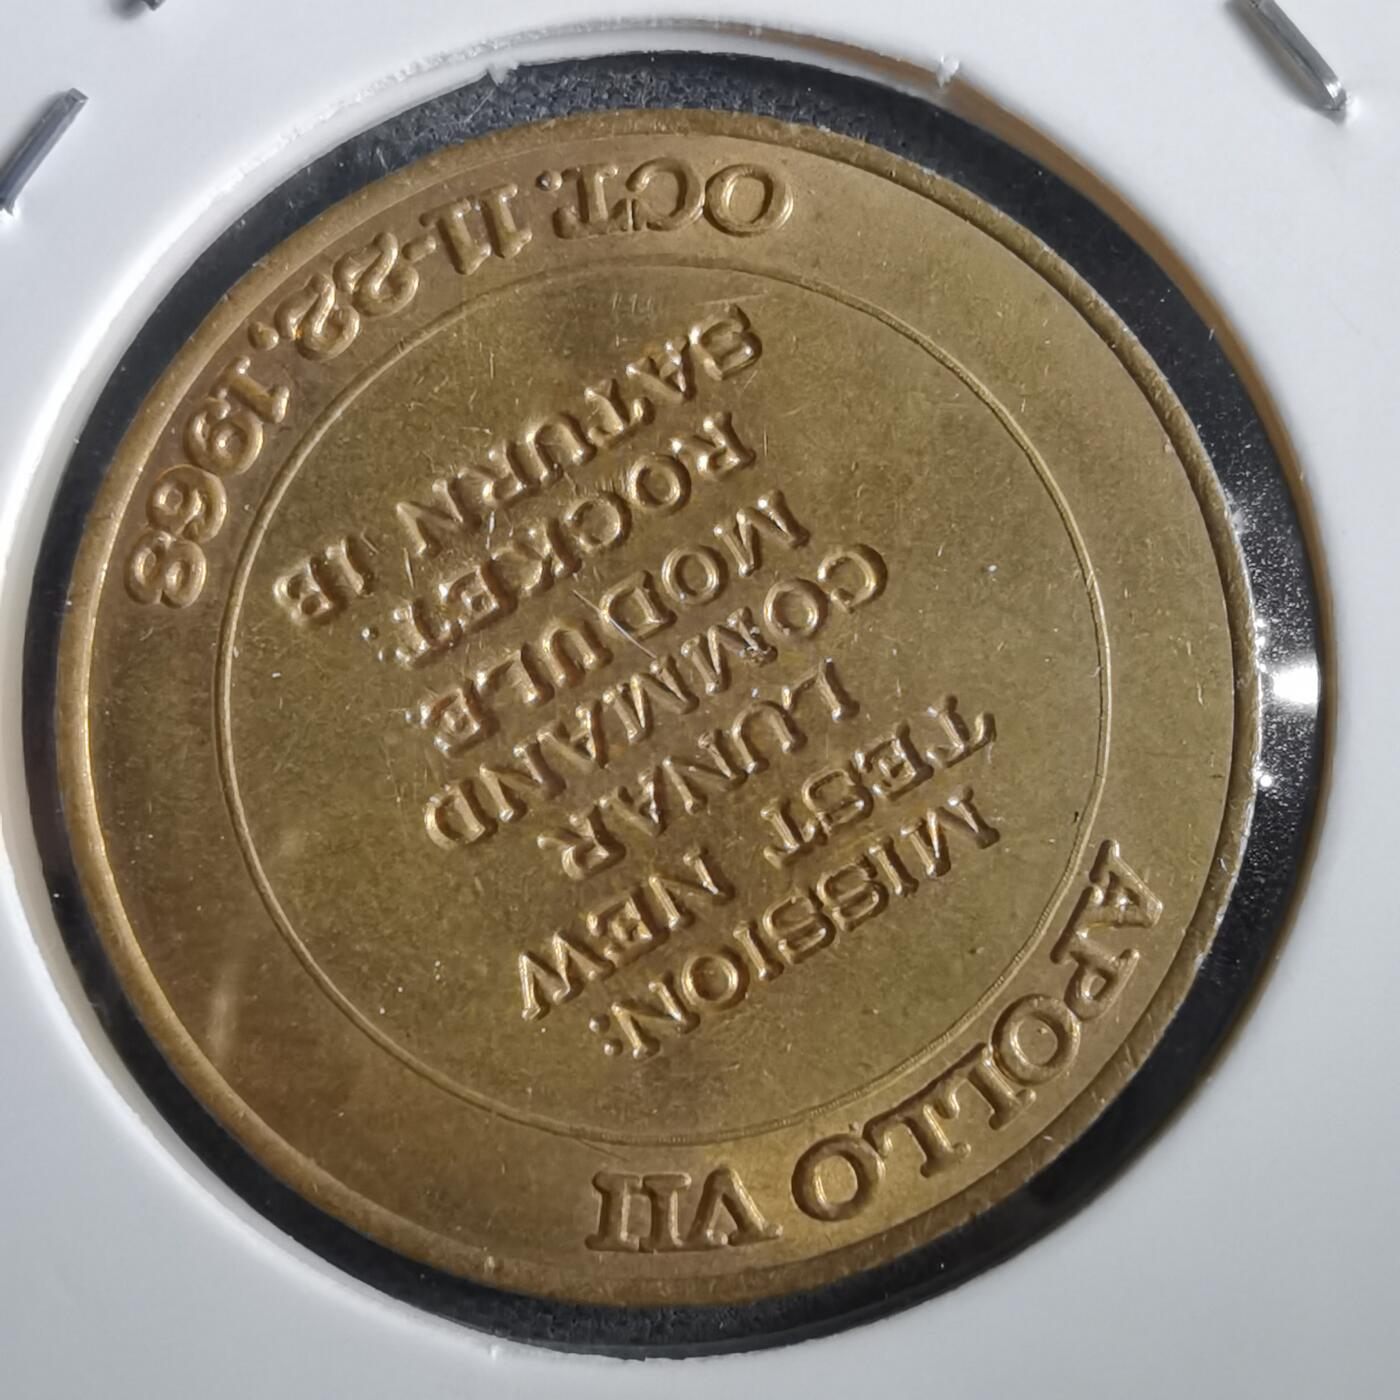 APOLLO VII
MISSION:
TEST NEW
LUNAR
COMMAND
MODULE
ROCKET:
SATURN 1B
OCT. 11-22, 1968